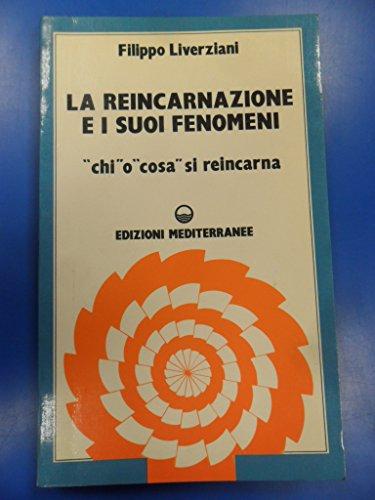 Filippo Liverziani
LA REINCARNAZIONE
E I SUOI FENOMENI
"chi"o"cosa" si reincarna
EDIZIONI MEDITERRANEE